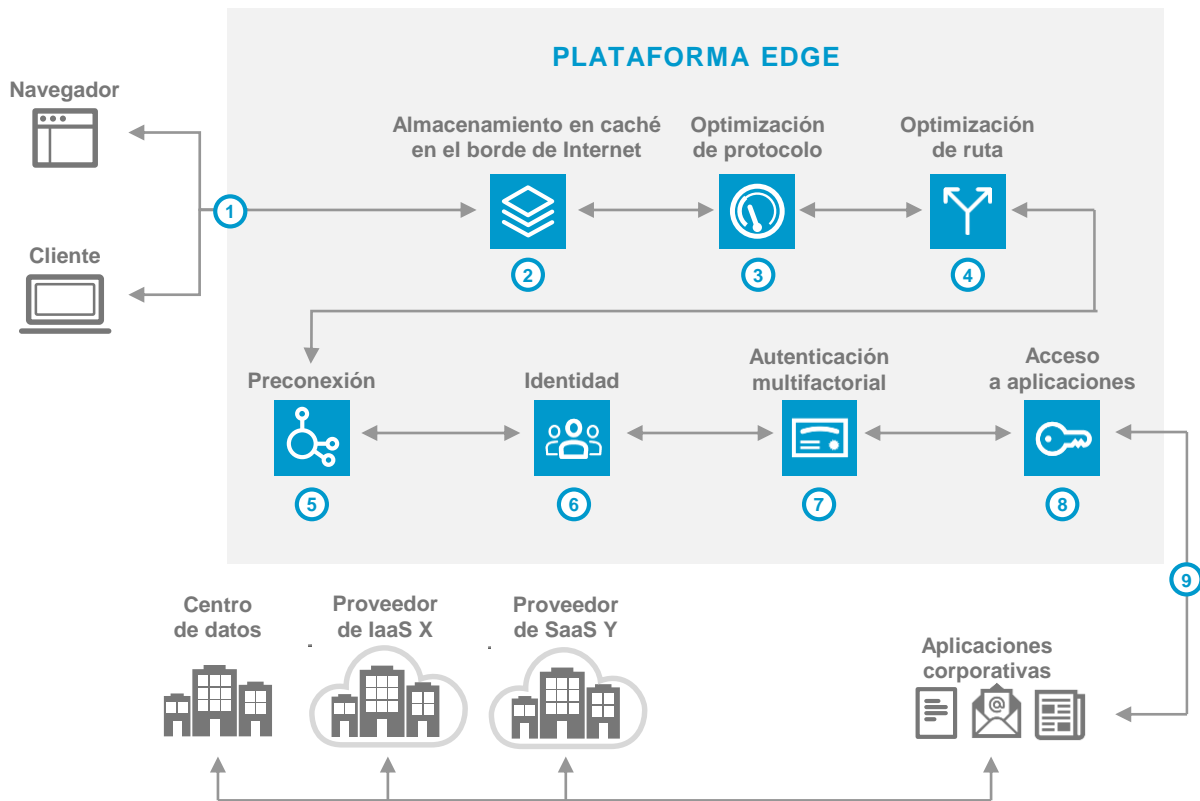 PLATAFORMA EDGE
Navegador
Almacenamiento en caché
en el borde de Internet
Optimización
de protocolo
Optimización
de ruta
1
Cliente
2
3
4
Preconexión
Identidad
Autenticación
multifactorial
Acceso
a aplicaciones
5
6
7
8
9
Centro
de datos
Proveedor
de IaaS X
Proveedor
de SaaS Y
Aplicaciones
corporativas
@